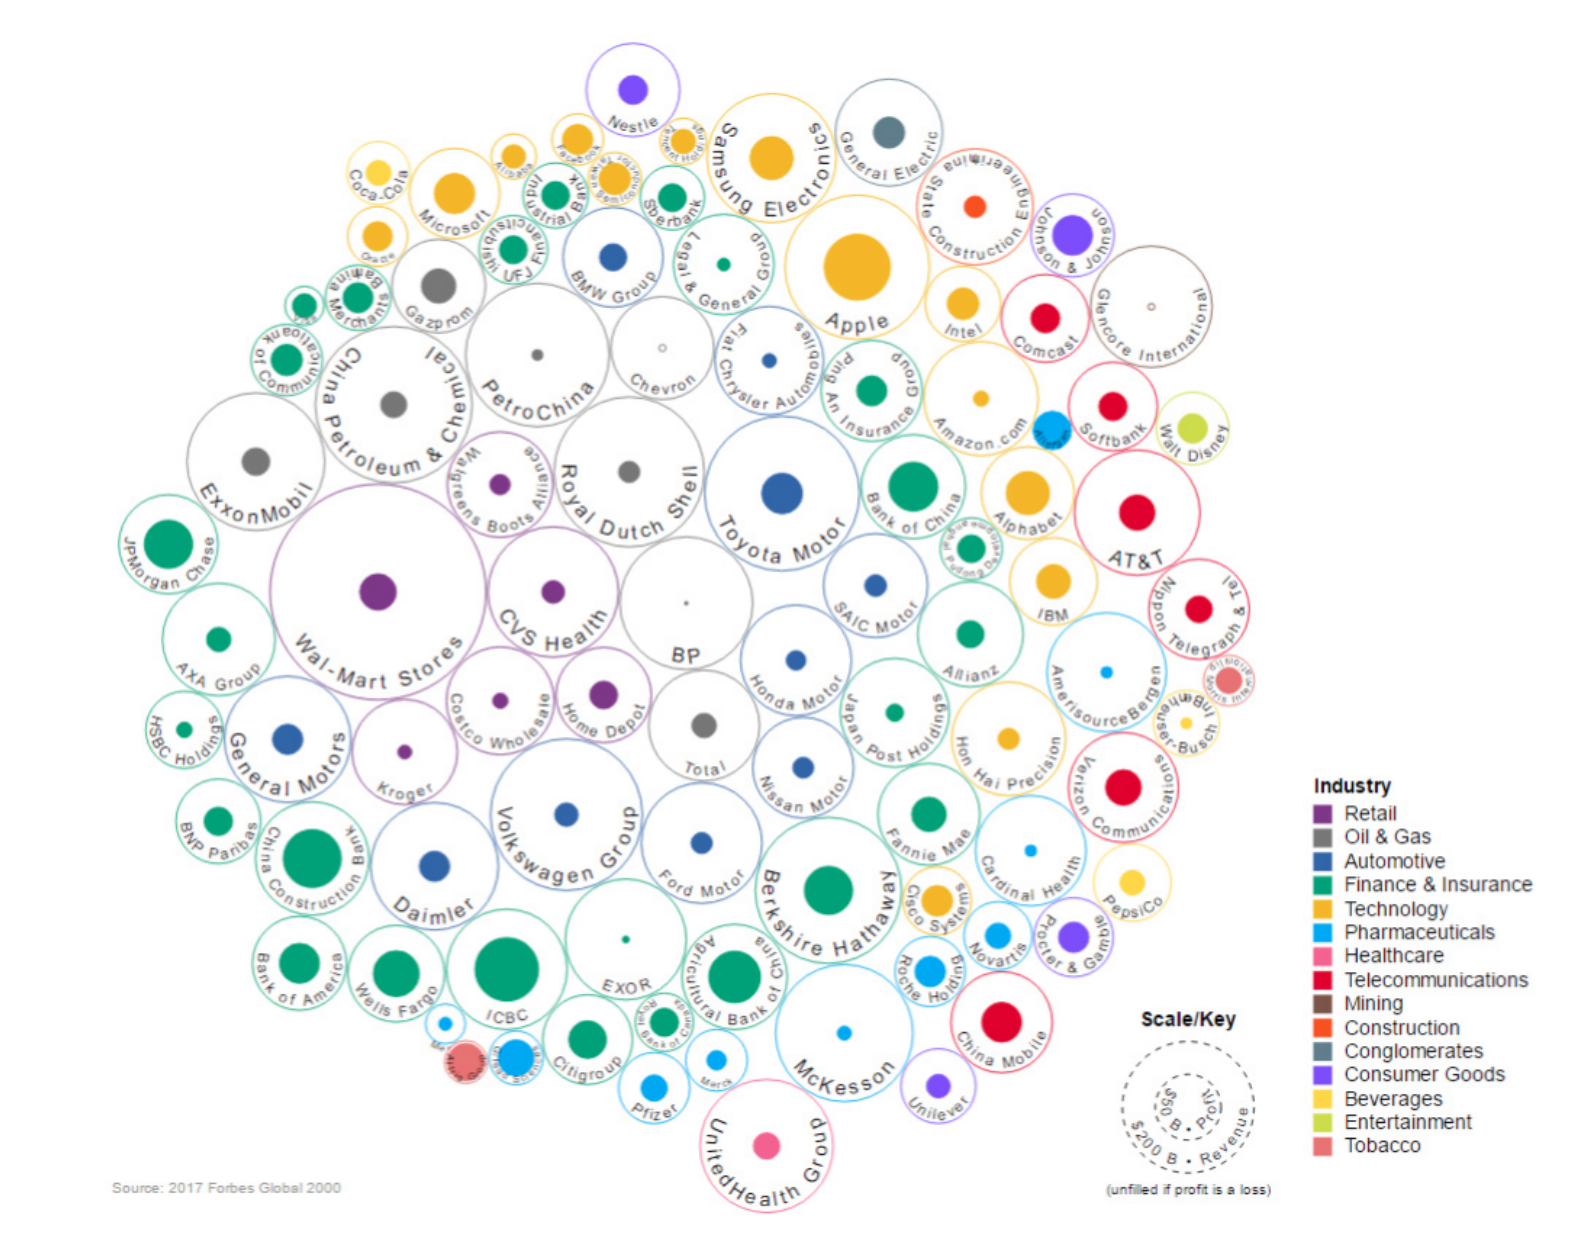 Nestle
Samsung Electronics
General Electric
Facebook
Tencent Holdings
Alibaba
Coca-Cola
Microsoft
Industrial Bank
Taiwan Semiconductor
Sberbank
China State Construction Engineering
Johnson & Johnson
Oracle
Mitsubishi UFJ Financial
BMW Group
Legal & General Group
Apple
Intel
Comcast
Glencore International
China Merchants Bank
Gazprom
Bank of Communications
China Petroleum & Chemical
PetroChina
Chevron
Fiat Chrysler Automobiles
Ping An Insurance Group
Amazon.com
Allergan
Softbank
Walt Disney
ExxonMobil
Walgreens Boots Alliance
Royal Dutch Shell
Toyota Motor
Bank of China
Alphabet
AT&T
JPMorgan Chase
Wal-Mart Stores
CVS Health
BP
SAIC Motor
IBM
Nippon Telegraph & Tel
AXA Group
Allianz
Honda Motor
AmerisourceBergen
Philip Morris
HSBC Holdings
General Motors
Kroger
Costco Wholesale
Home Depot
Total
Nissan Motor
Japan Post Holdings
Hon Hai Precision
Anheuser-Busch InBev
Verizon Communications
BNP Paribas
China Construction Bank
Daimler
Volkswagen Group
Ford Motor
Berkshire Hathaway
Fannie Mae
Cardinal Health
PepsiCo
Cisco Systems
Bank of America
Wells Fargo
ICBC
EXOR
Agricultural Bank of China
Roche Holding
Novartis
Procter & Gamble
Royal Bank of Canada
Citigroup
Pfizer
Merck
McKesson
China Mobile
Unilever
UnitedHealth Group
Industry
Retail
Oil & Gas
Automotive
Finance & Insurance
Technology
Pharmaceuticals
Healthcare
Telecommunications
Mining
Construction
Conglomerates
Consumer Goods
Beverages
Entertainment
Tobacco
Scale/Key
$50 B • Profit
$200 B • Revenue
(unfilled if profit is a loss)
Source: 2017 Forbes Global 2000